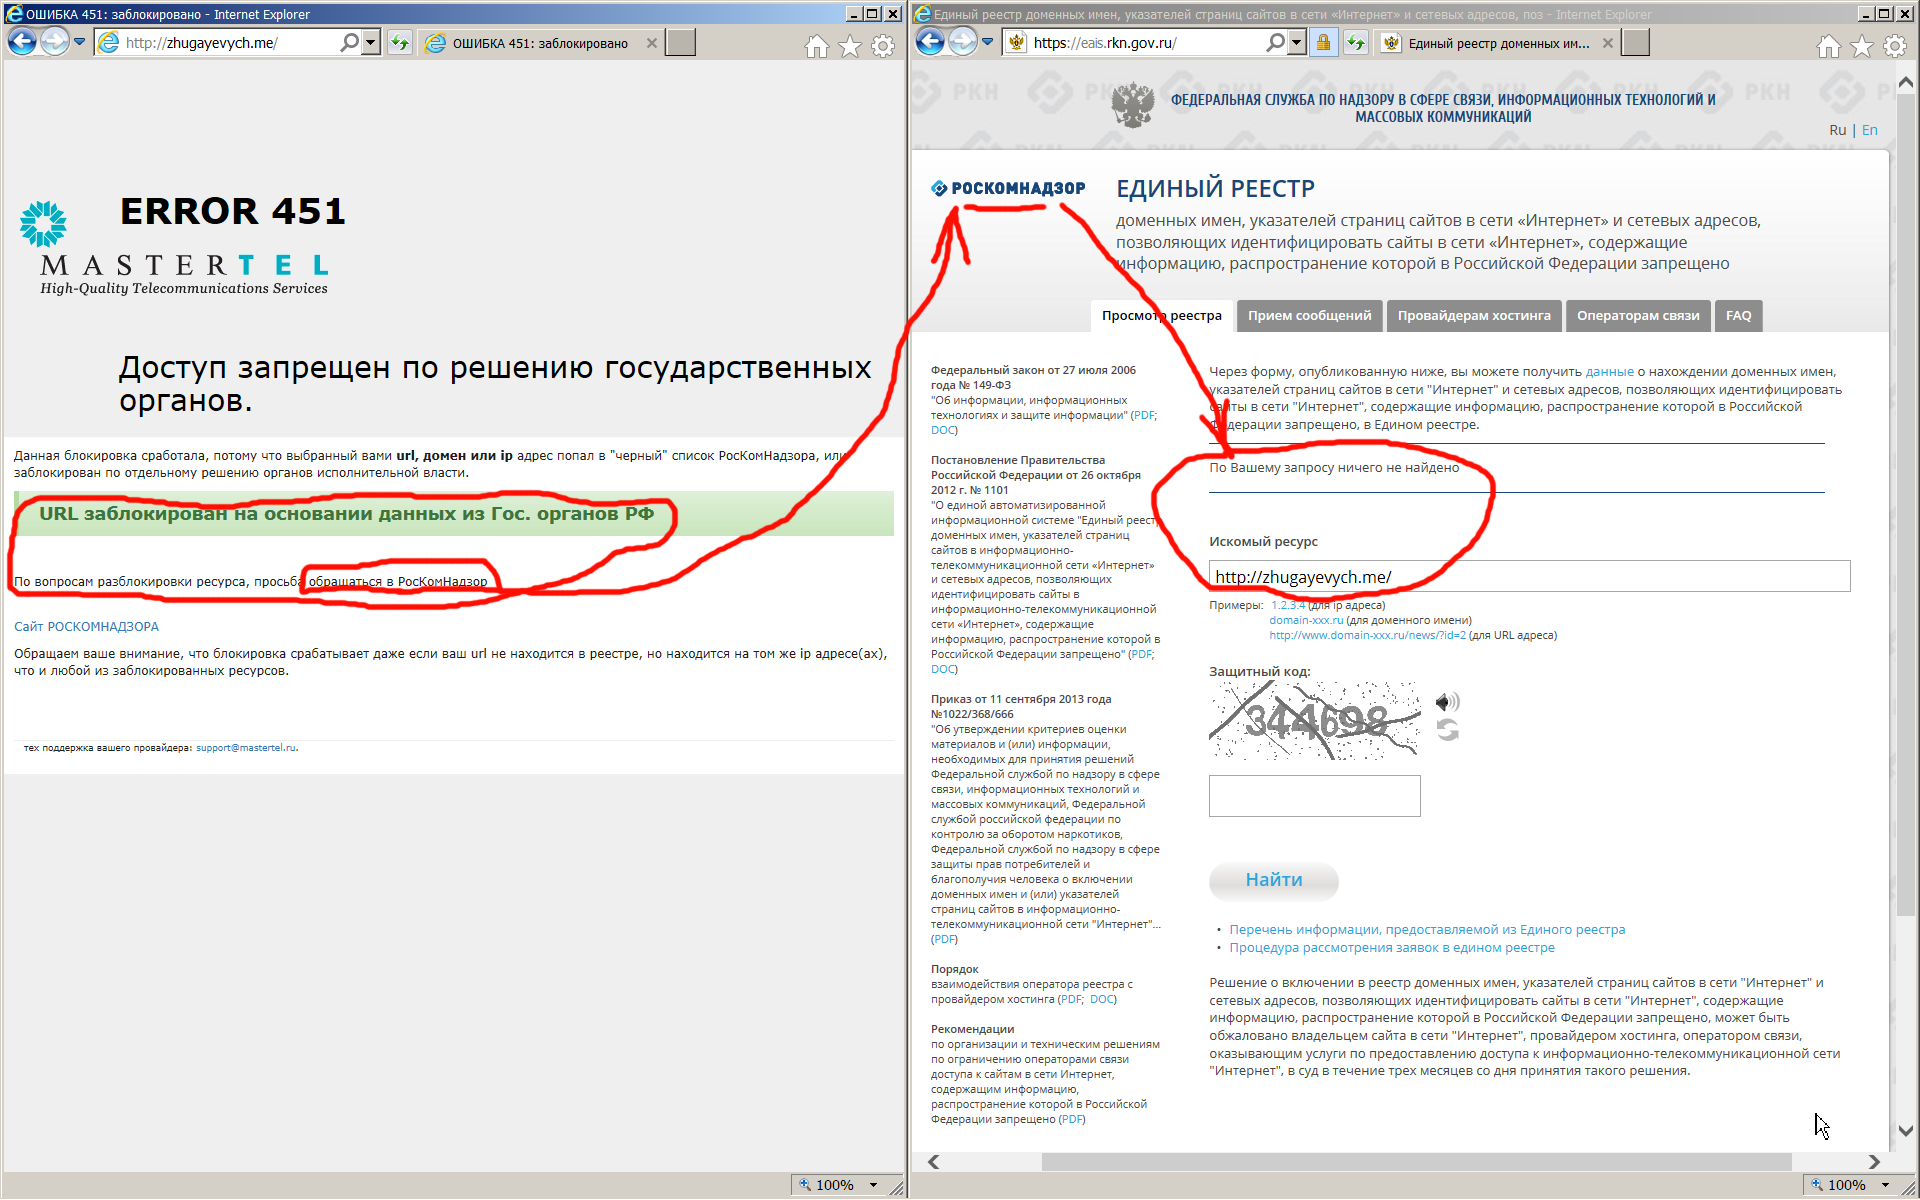 ОШИБКА 451: заблокировано - Internet Explorer
http://zhugayevych.me/
ОШИБКА 451: заблокировано
ERROR 451
MASTERTEL
High-Quality Telecommunications Services
Доступ запрещен по решению государственных
органов.
Данная блокировка сработала, потому что выбранный вами url, домен или ip адрес попал в "черный" список РосКомНадзора, или
заблокирован по отдельному решению органов исполнительной власти.
URL заблокирован на основании данных из Гос. органов РФ
По вопросам разблокировки ресурса, просьба обращаться в РосКомНадзор
Сайт РОСКОМНАДЗОРА
Обращаем ваше внимание, что блокировка срабатывает даже если ваш url не находится в реестре, но находится на том же ip адресе(ах),
что и любой из заблокированных ресурсов.
тех поддержка вашего провайдера: support@mastertel.ru.
100%
Единый реестр доменных имен, указателей страниц сайтов в сети «Интернет» и сетевых адресов, поз - Internet Explorer
https://eais.rkn.gov.ru/
Единый реестр доменных им...
РКН
ФЕДЕРАЛЬНАЯ СЛУЖБА ПО НАДЗОРУ В СФЕРЕ СВЯЗИ, ИНФОРМАЦИОННЫХ ТЕХНОЛОГИЙ И
МАССОВЫХ КОММУНИКАЦИЙ
Ru | En
РОСКОМНАДЗОР
ЕДИНЫЙ РЕЕСТР
доменных имен, указателей страниц сайтов в сети «Интернет» и сетевых адресов,
позволяющих идентифицировать сайты в сети «Интернет», содержащие
информацию, распространение которой в Российской Федерации запрещено
Просмотр реестра
Прием сообщений
Провайдерам хостинга
Операторам связи
FAQ
Федеральный закон от 27 июля 2006
года № 149-ФЗ
"Об информации, информационных
технологиях и защите информации" (PDF;
DOC)
Постановление Правительства
Российской Федерации от 26 октября
2012 г. № 1101
"О единой автоматизированной
информационной системе "Единый реестр
доменных имен, указателей страниц
сайтов в информационно-
телекоммуникационной сети «Интернет»
и сетевых адресов, позволяющих
идентифицировать сайты в
информационно-телекоммуникационной
сети «Интернет», содержащие
информацию, распространение которой в
Российской Федерации запрещено" (PDF;
DOC)
Приказ от 11 сентября 2013 года
№1022/368/666
"Об утверждении критериев оценки
материалов и (или) информации,
необходимых для принятия решений
Федеральной службой по надзору в сфере
связи, информационных технологий и
массовых коммуникаций, Федеральной
службой российской федерации по
контролю за оборотом наркотиков,
Федеральной службой по надзору в сфере
защиты прав потребителей и
благополучия человека о включении
доменных имен и (или) указателей
страниц сайтов в информационно-
телекоммуникационной сети "Интернет"...
(PDF)
Порядок
взаимодействия оператора реестра с
провайдером хостинга (PDF; DOC)
Рекомендации
по организации и техническим решениям
по ограничению операторами связи
доступа к сайтам в сети Интернет,
содержащим информацию,
распространение которой в Российской
Федерации запрещено (PDF)
Через форму, опубликованную ниже, вы можете получить данные о нахождении доменных имен,
указателей страниц сайтов в сети "Интернет" и сетевых адресов, позволяющих идентифицировать
сайты в сети "Интернет", содержащие информацию, распространение которой в Российской
Федерации запрещено, в Едином реестре.
По Вашему запросу ничего не найдено
Искомый ресурс
http://zhugayevych.me/
Примеры: 1.2.3.4 (для ip адреса)
domain-xxx.ru (для доменного имени)
http://www.domain-xxx.ru/news/?id=2 (для URL адреса)
Защитный код:
344698
Найти
• Перечень информации, предоставляемой из Единого реестра
• Процедура рассмотрения заявок в едином реестре
Решение о включении в реестр доменных имен, указателей страниц сайтов в сети "Интернет" и
сетевых адресов, позволяющих идентифицировать сайты в сети "Интернет", содержащие
информацию, распространение которой в Российской Федерации запрещено, может быть
обжаловано владельцем сайта в сети "Интернет", провайдером хостинга, оператором связи,
оказывающим услуги по предоставлению доступа к информационно-телекоммуникационной сети
"Интернет", в суд в течение трех месяцев со дня принятия такого решения.
100%